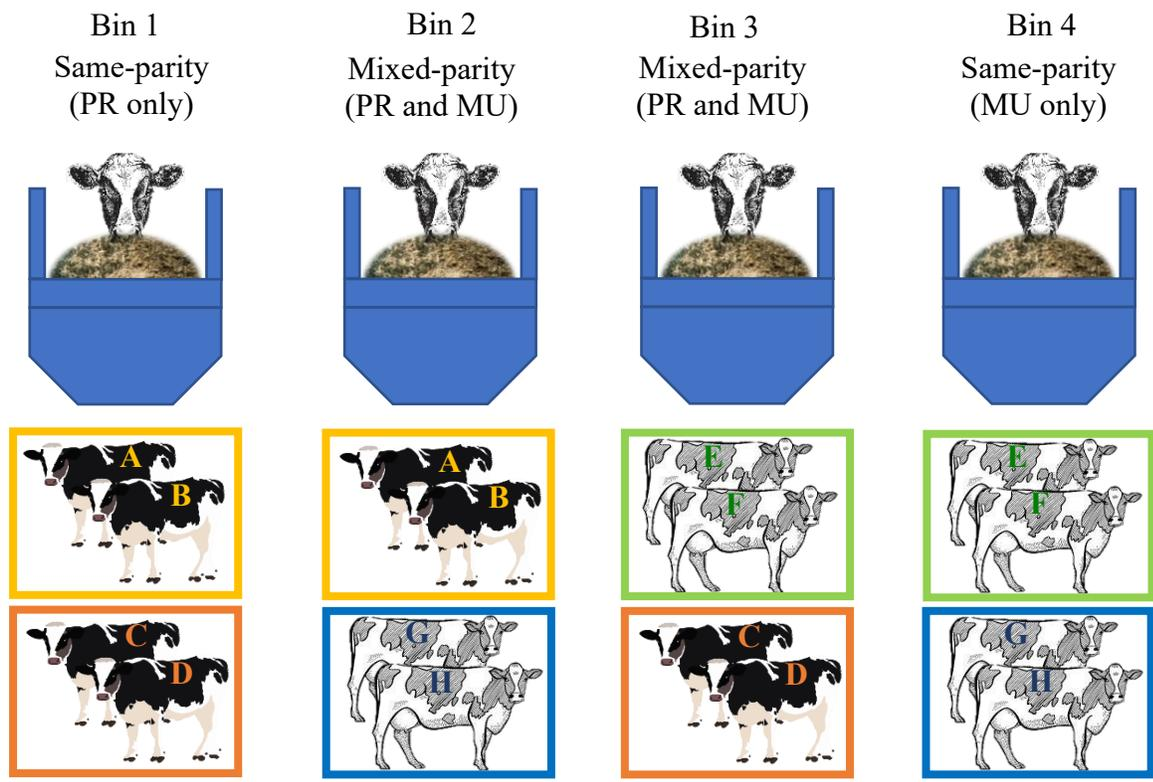 Bin 1
Same-parity
(PR only)
Bin 2
Mixed-parity
(PR and MU)
Bin 3
Mixed-parity
(PR and MU)
Bin 4
Same-parity
(MU only)
A
B
A
B
E
F
E
F
C
D
G
H
C
D
G
H